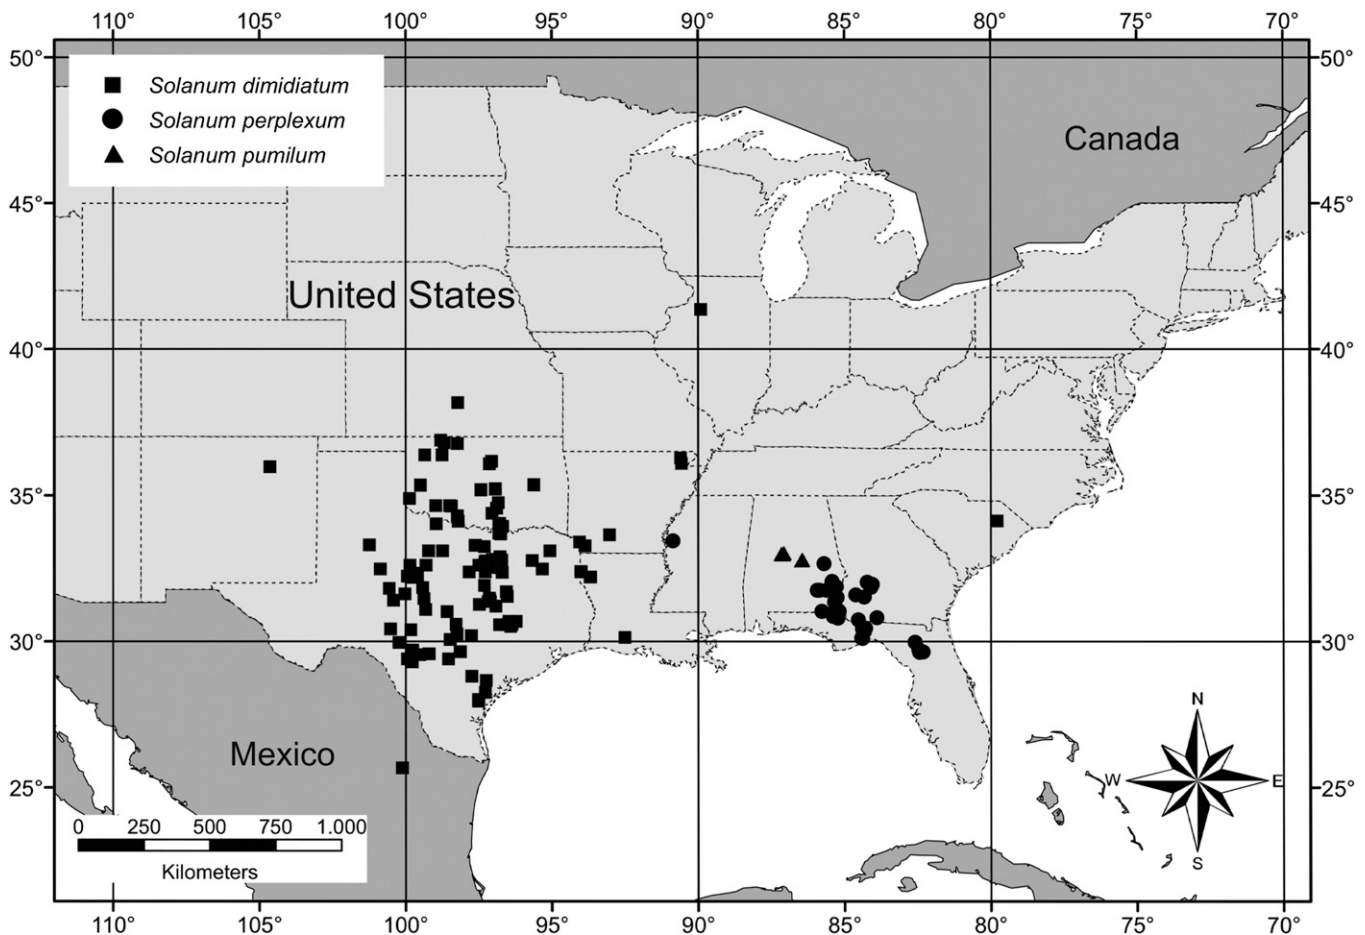 110° 105° 100° 95° 90° 85° 80° 75° 70°
50° 50°
Solanum dimidiatum
Solanum perplexum
Solanum pumilum
Canada
45° 45°
United States
40° 40°
35° 35°
30° 30°
N
Mexico
W E
25° 25°
0 250 500 750 1.000
Kilometers
S
110° 105° 100° 95° 90° 85° 80° 75° 70°